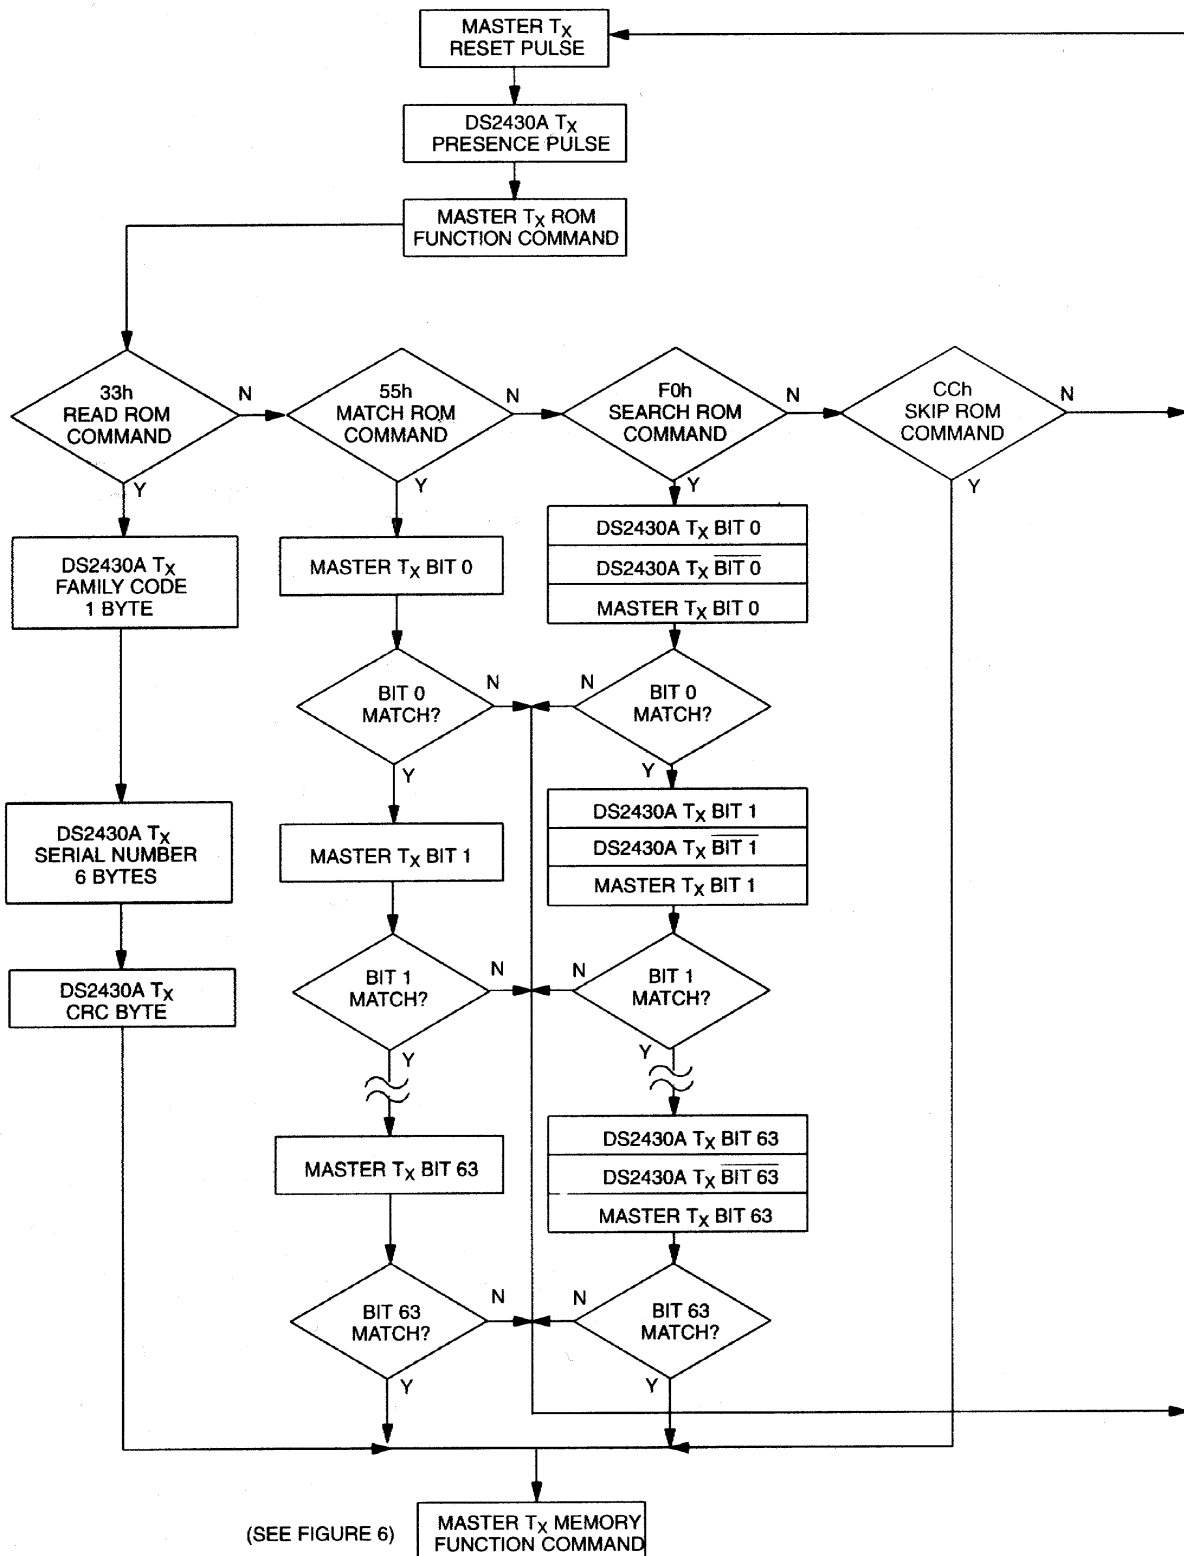 MASTER TX
RESET PULSE
DS2430A TX
PRESENCE PULSE
MASTER TX ROM
FUNCTION COMMAND
33h
READ ROM
COMMAND
N
Y
55h
MATCH ROM
COMMAND
N
Y
F0h
SEARCH ROM
COMMAND
N
Y
CCh
SKIP ROM
COMMAND
N
Y
DS2430A TX
FAMILY CODE
1 BYTE
DS2430A TX
SERIAL NUMBER
6 BYTES
DS2430A TX
CRC BYTE
MASTER TX BIT 0
BIT 0
MATCH?
N
Y
MASTER TX BIT 1
BIT 1
MATCH?
N
Y
MASTER TX BIT 63
BIT 63
MATCH?
N
Y
DS2430A TX BIT 0
DS2430A TX BIT 0
MASTER TX BIT 0
BIT 0
MATCH?
N
Y
DS2430A TX BIT 1
DS2430A TX BIT 1
MASTER TX BIT 1
BIT 1
MATCH?
N
Y
DS2430A TX BIT 63
DS2430A TX BIT 63
MASTER TX BIT 63
BIT 63
MATCH?
N
Y
(SEE FIGURE 6)
MASTER TX MEMORY
FUNCTION COMMAND